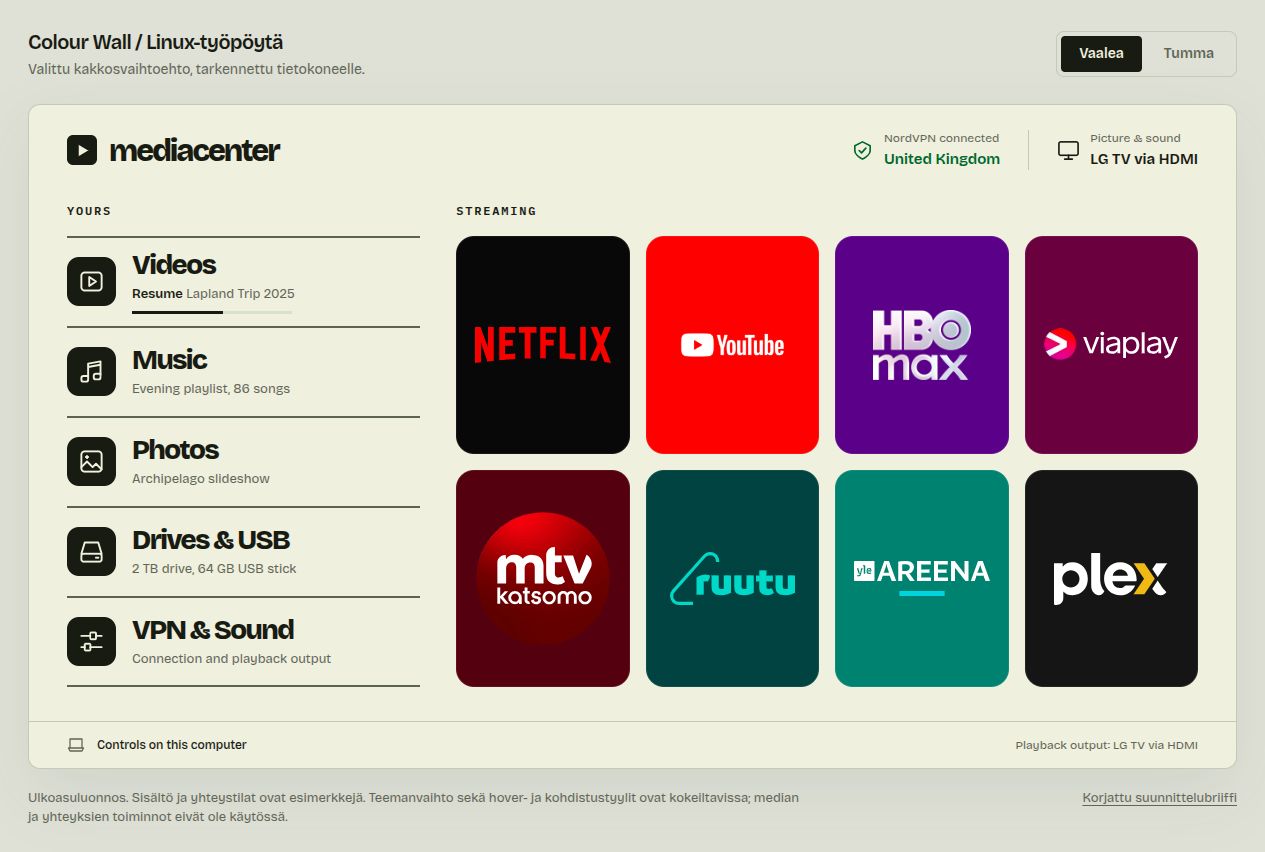 Colour Wall / Linux-työpöytä
Valittu kakkosvaihtoehto, tarkennettu tietokoneelle.
Vaalea
Tumma
mediacenter
NordVPN connected
United Kingdom
Picture & sound
LG TV via HDMI
YOURS
Videos
Resume Lapland Trip 2025
Music
Evening playlist, 86 songs
Photos
Archipelago slideshow
Drives & USB
2 TB drive, 64 GB USB stick
VPN & Sound
Connection and playback output
STREAMING
NETFLIX
YouTube
HBO
max
viaplay
mtv
katsomo
ruutu
yle AREENA
plex
Controls on this computer
Playback output: LG TV via HDMI
Ulkoasuluonnos. Sisältö ja yhteystilat ovat esimerkkejä. Teemanvaihto sekä hover- ja kohdistustyylit ovat kokeiltavissa; median
ja yhteyksien toiminnot eivät ole käytössä.
Korjattu suunnittelubriiffi